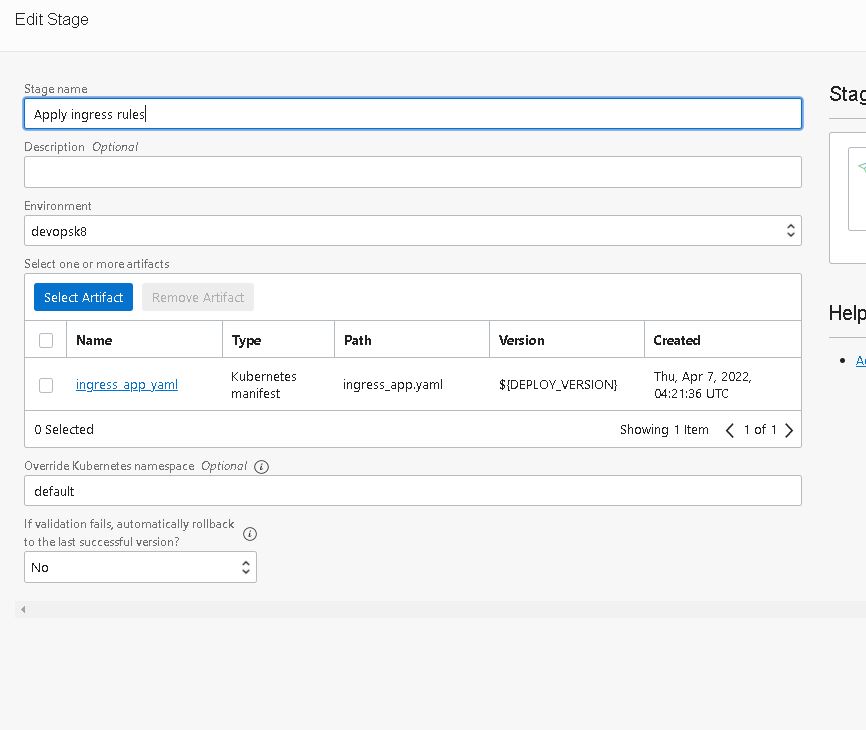 Edit Stage
Stage name
Apply ingress rules
Description Optional
Environment
devopsk8
Select one or more artifacts
Select Artifact Remove Artifact
Name Type Path Version Created
ingress_app_yaml Kubernetes manifest ingress_app.yaml ${DEPLOY_VERSION} Thu, Apr 7, 2022, 04:21:36 UTC
0 Selected Showing 1 Item 1 of 1
Override Kubernetes namespace Optional
default
If validation fails, automatically rollback
to the last successful version?
No
Stag
Help